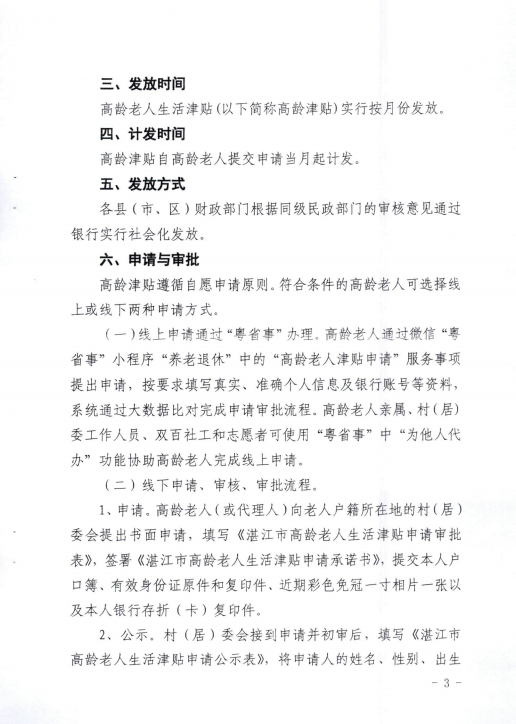 三、发放时间
高龄老人生活津贴(以下简称高龄津贴)实行按月份发放。
四、计发时间
高龄津贴自高龄老人提交申请当月起计发。
五、发放方式
各县（市、区）财政部门根据同级民政部门的审核意见通过
银行实行社会化发放。
六、申请与审批
高龄津贴遵循自愿申请原则。符合条件的高龄老人可选择线
上或线下两种申请方式。
（一）线上申请通过“粤省事”办理。高龄老人通过微信“粤
省事”小程序“养老退休”中的“高龄老人津贴申请”服务事项
提出申请，按要求填写真实、准确个人信息及银行账号等资料，
系统通过大数据比对完成申请审批流程。高龄老人亲属、村（居）
委工作人员、双百社工和志愿者可使用“粤省事”中“为他人代
办”功能协助高龄老人完成线上申请。
（二）线下申请、审核、审批流程。
1、申请。高龄老人（或代理人）向老人户籍所在地的村（居）
委会提出书面申请，填写《湛江市高龄老人生活津贴申请审批
表》，签署《湛江市高龄老人生活津贴申请承诺书》，提交本人户
口簿、有效身份证原件和复印件、近期彩色免冠一寸相片一张以
及本人银行存折（卡）复印件。
2、公示。村（居）委会接到申请并初审后，填写《湛江市
高龄老人生活津贴申请公示表》，将申请人的姓名、性别、出生
- 3 -